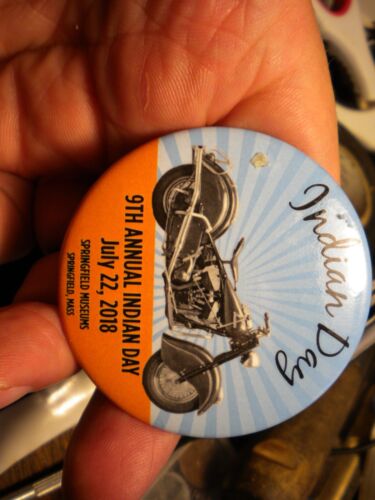 Indian Day
9TH ANNUAL INDIAN DAY
July 22, 2018
SPRINGFIELD MUSEUMS
SPRINGFIELD, MASS